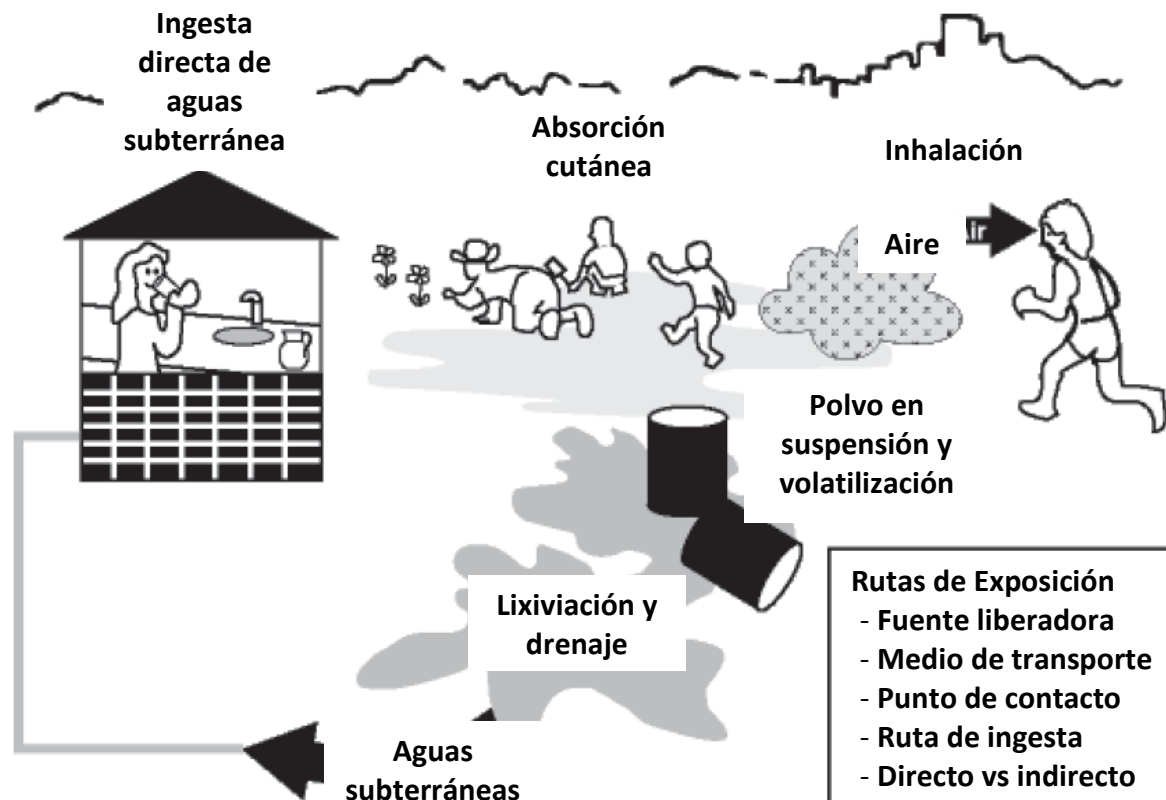 Ingesta
directa de
aguas
subterránea
Absorción
cutánea
Inhalación
Aire
Polvo en
suspensión y
volatilización
Lixiviación y
drenaje
Aguas
subterráneas
Rutas de Exposición
- Fuente liberadora
- Medio de transporte
- Punto de contacto
- Ruta de ingesta
- Directo vs indirecto